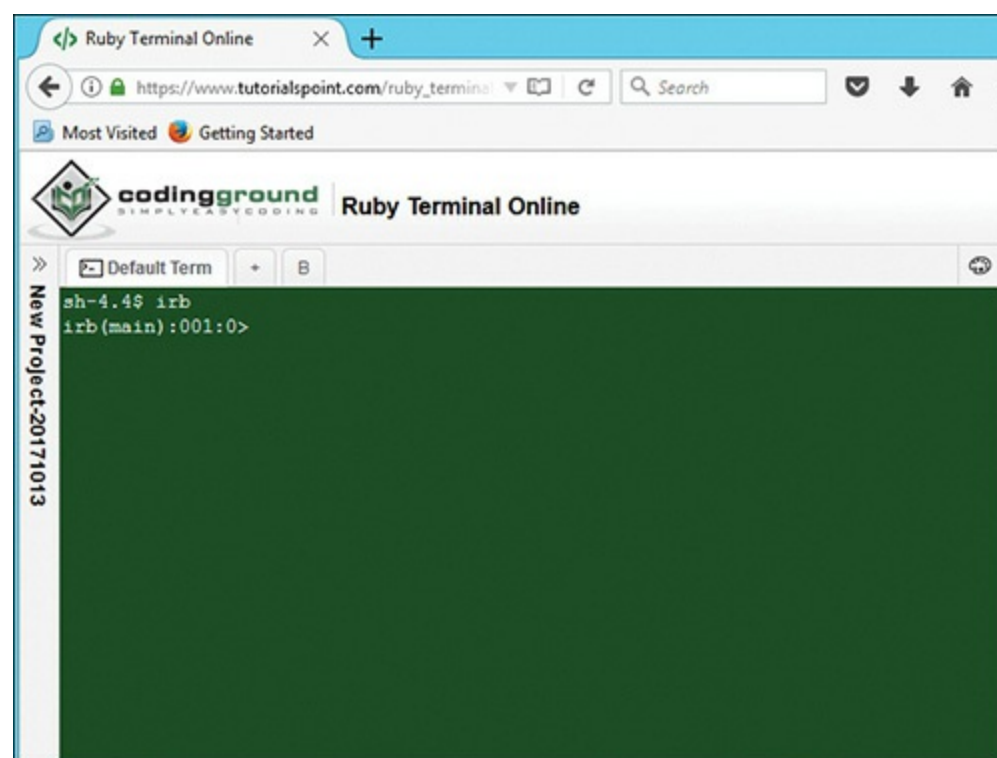 Ruby Terminal Online
https://www.tutorialspoint.com/ruby_terminal
Search
Most Visited Getting Started
codingground
SIMPLYEASYCODING
Ruby Terminal Online
Default Term + B
New Project-20171013
sh-4.4$ irb
irb(main):001:0>